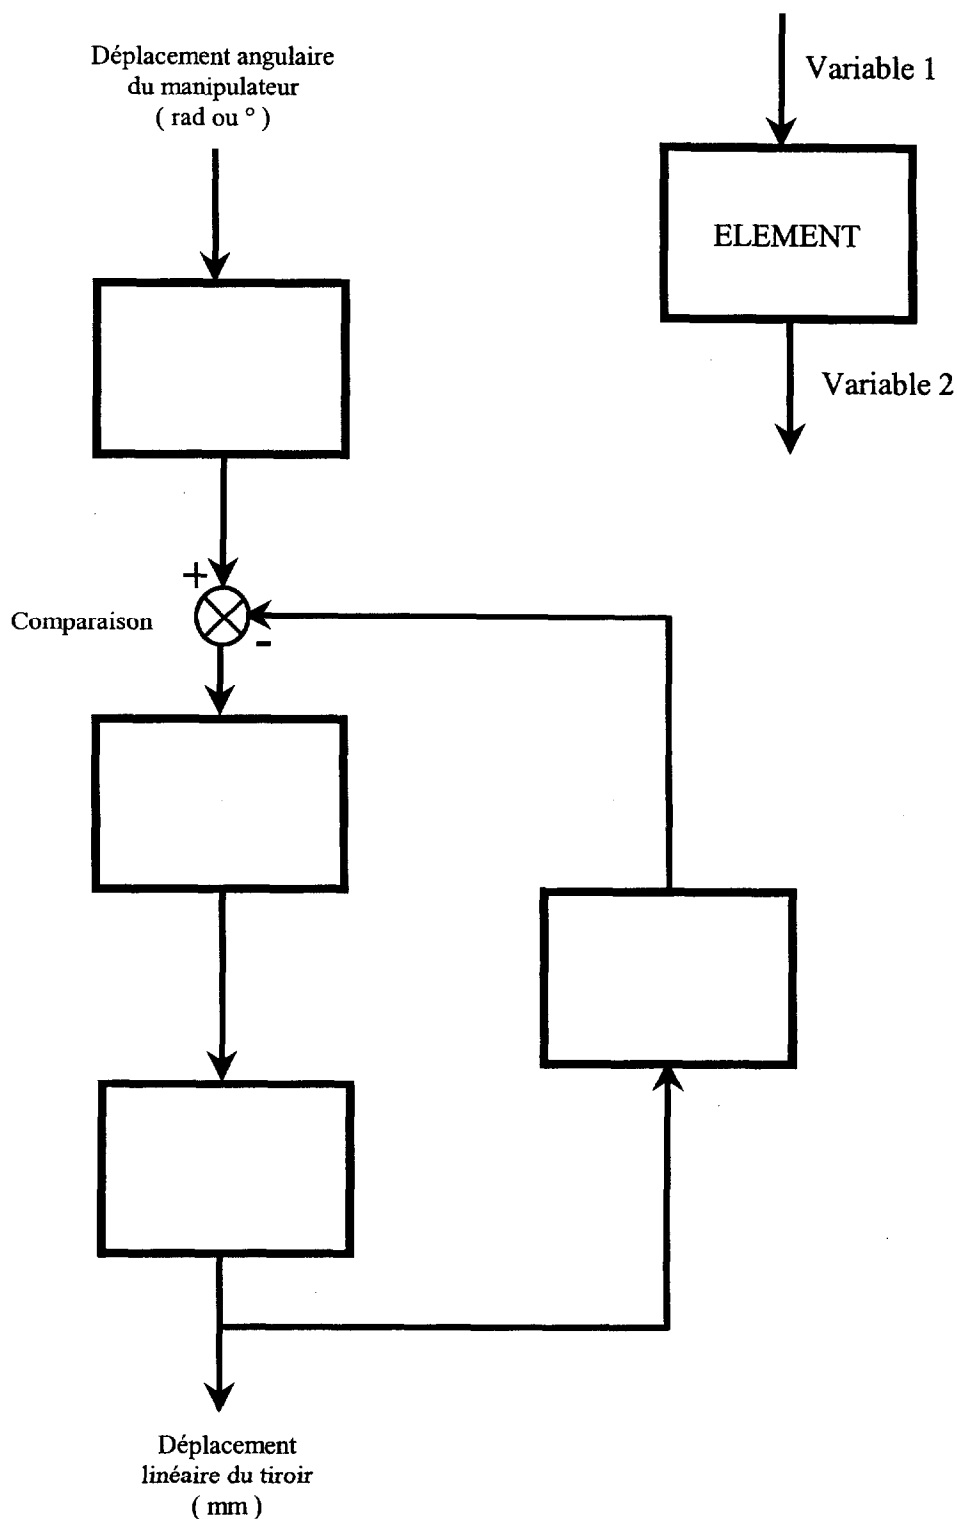 Déplacement angulaire
du manipulateur
( rad ou ° )
Variable 1
ELEMENT
Variable 2
+
Comparaison
-
Déplacement
linéaire du tiroir
( mm )